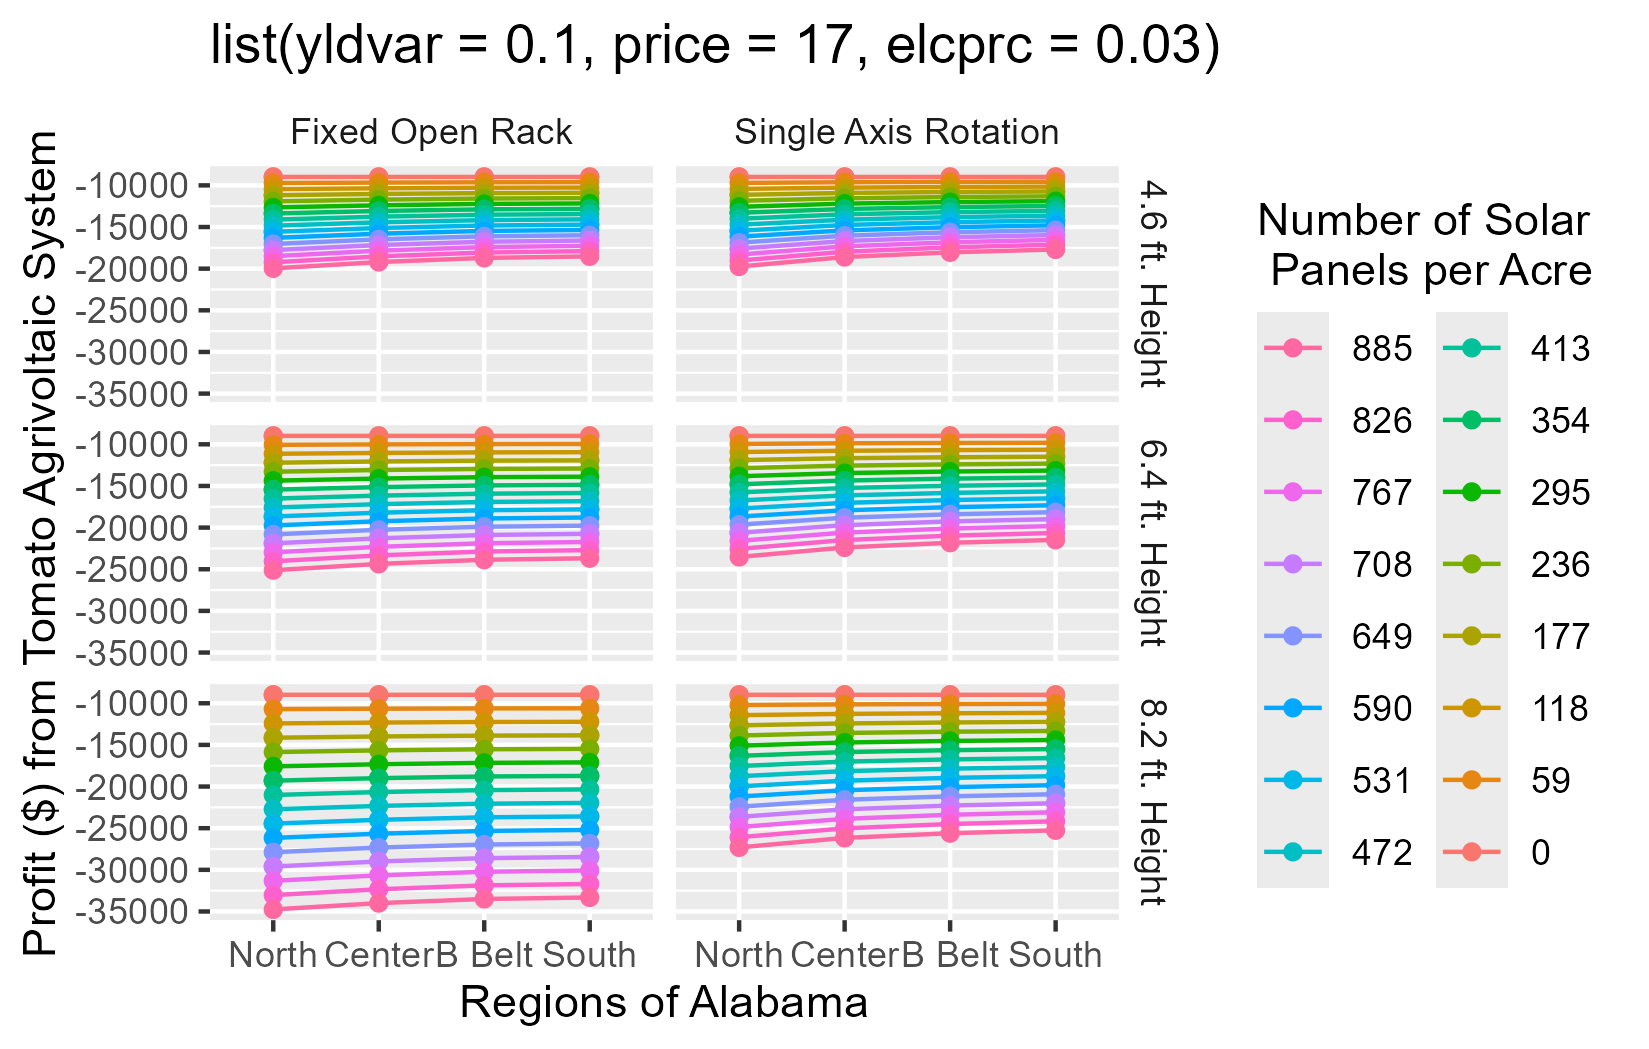 list(yldvar = 0.1, price = 17, elcprc = 0.03)
Fixed Open Rack
Single Axis Rotation
Profit ($) from Tomato Agrivoltaic System
-10000
-15000
-20000
-25000
-30000
-35000
4.6 ft. Height
-10000
-15000
-20000
-25000
-30000
-35000
6.4 ft. Height
-10000
-15000
-20000
-25000
-30000
-35000
8.2 ft. Height
North Center B Belt South
North Center B Belt South
Regions of Alabama
Number of Solar
Panels per Acre
885
826
767
708
649
590
531
472
413
354
295
236
177
118
59
0